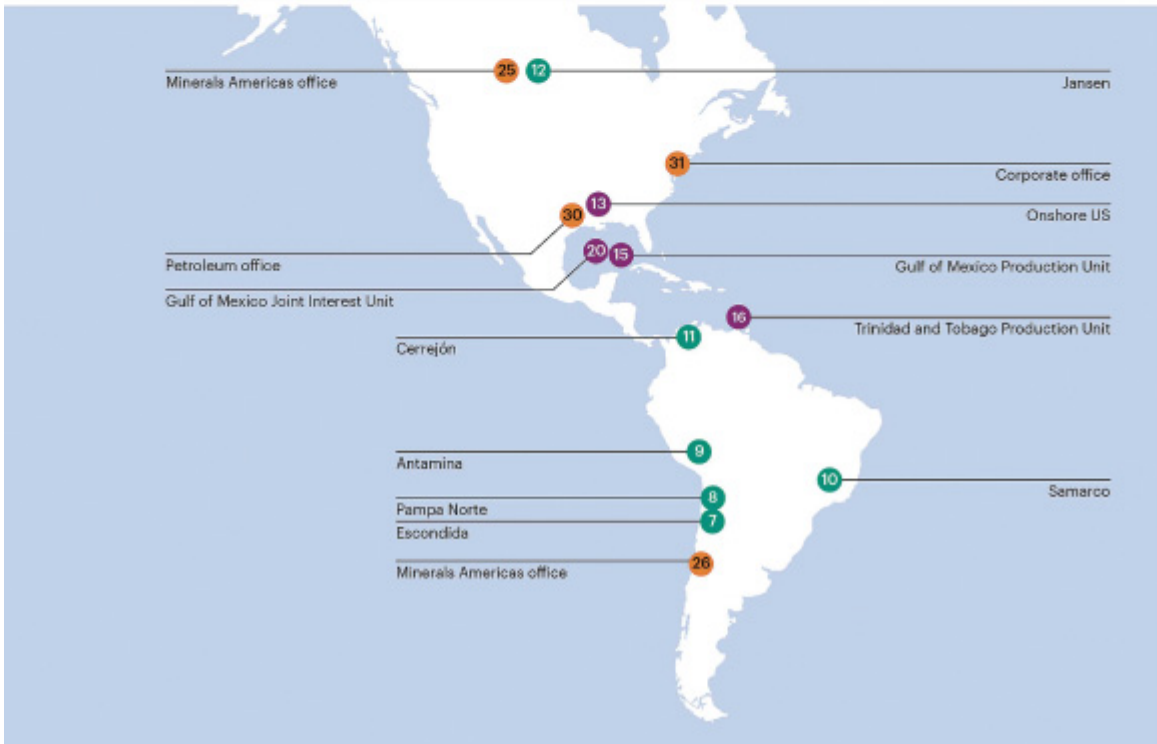 25
12
Minerals Americas office
Jansen
31
Corporate office
13
30
Onshore US
20
15
Petroleum office
Gulf of Mexico Production Unit
Gulf of Mexico Joint Interest Unit
16
Trinidad and Tobago Production Unit
11
Cerrejón
9
Antamina
10
Samarco
8
Pampa Norte
7
Escondida
26
Minerals Americas office